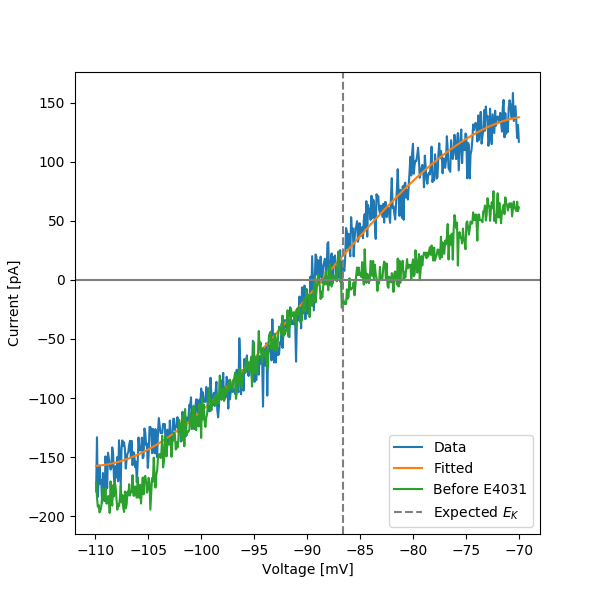 150
100
50
0
−50
−100
−150
−200
Current [pA]
Data
Fitted
Before E4031
Expected $E_K$
−110 −105 −100 −95 −90 −85 −80 −75 −70
Voltage [mV]